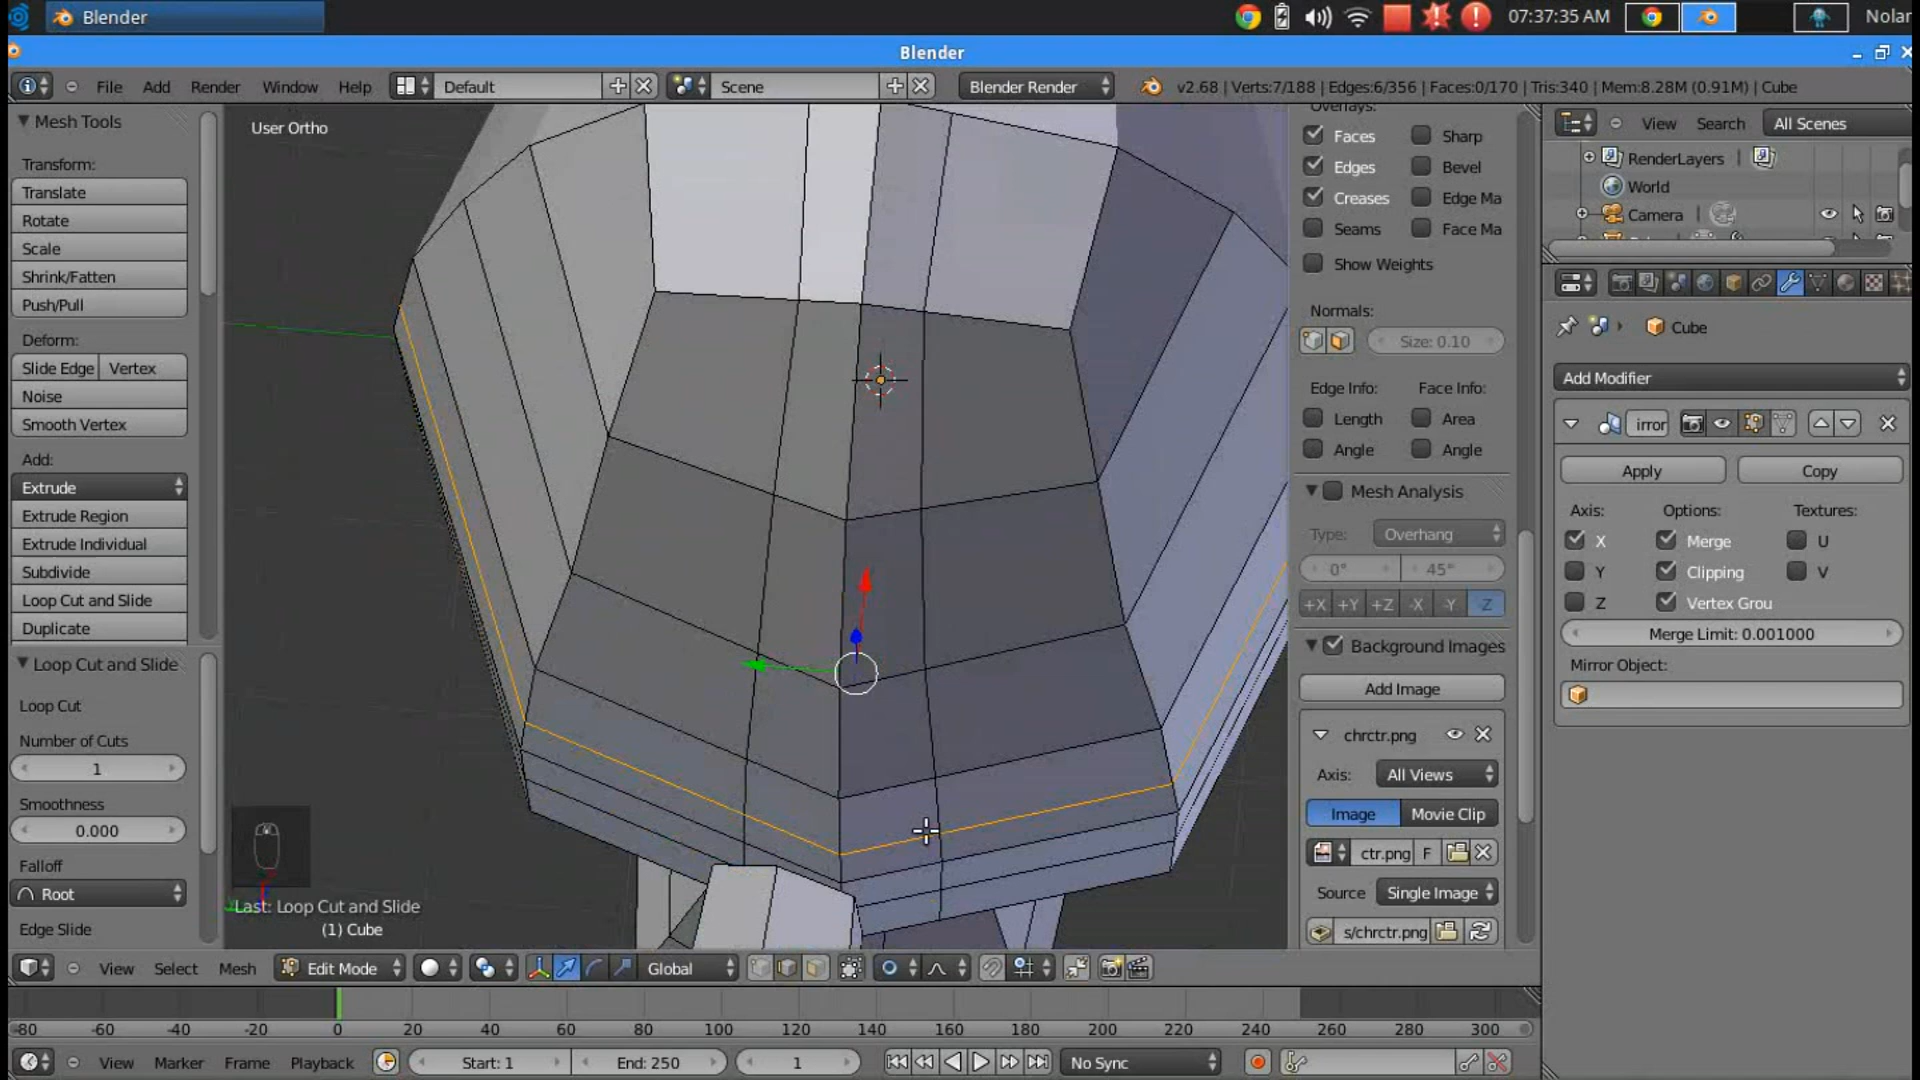 Blender
07:37:35 AM
Nolar
Blender
File Add Render Window Help
Default
Scene
Blender Render
v2.68 | Verts:7/188 | Edges:6/356 | Faces:0/170 | Tris:340 | Mem:8.28M (0.91M) | Cube
Mesh Tools
Transform:
Translate
Rotate
Scale
Shrink/Fatten
Push/Pull
Deform:
Slide Edge Vertex
Noise
Smooth Vertex
Add:
Extrude
Extrude Region
Extrude Individual
Subdivide
Loop Cut and Slide
Duplicate
Loop Cut and Slide
Loop Cut
Number of Cuts
1
Smoothness
0.000
Falloff
Root
Edge Slide
User Ortho
Last: Loop Cut and Slide
(1) Cube
Overlays:
Faces Sharp
Edges Bevel
Creases Edge Ma
Seams Face Ma
Show Weights
Normals:
Size: 0.10
Edge Info: Face Info:
Length Area
Angle Angle
Mesh Analysis
Type: Overhang
0° 45°
+X +Y +Z -X -Y -Z
Background Images
Add Image
chrctr.png
Axis: All Views
Image Movie Clip
ctr.png F
Source Single Image
s/chrctr.png
View Search All Scenes
RenderLayers
World
Camera
Cube
Add Modifier
irror
Apply Copy
Axis: Options: Textures:
X Merge U
Y Clipping V
Z Vertex Grou
Merge Limit: 0.001000
Mirror Object:
View Select Mesh Edit Mode Global
-80 -60 -40 -20 0 20 40 60 80 100 120 140 160 180 200 220 240 260 280 300
View Marker Frame Playback Start: 1 End: 250 1 No Sync